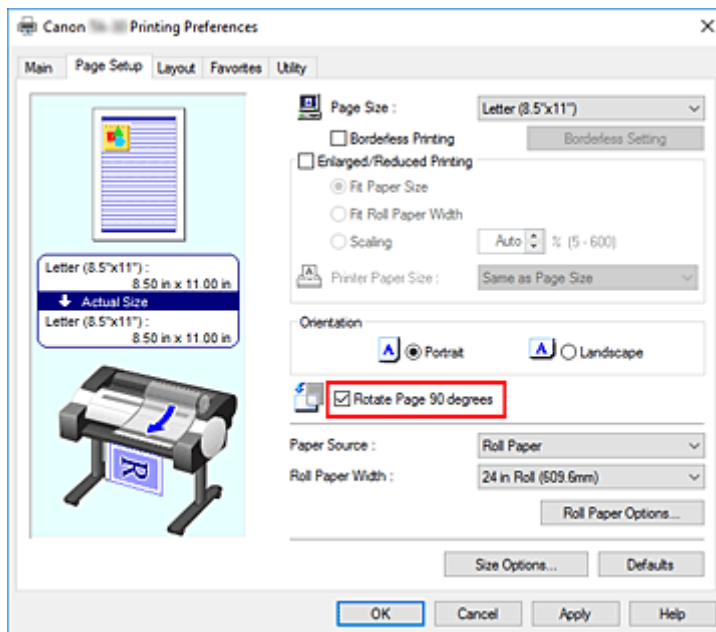 Canon Printing Preferences
Main Page Setup Layout Favorites Utility
Page Size : Letter (8.5"x11")
Borderless Printing Borderless Setting
Enlarged/Reduced Printing
Fit Paper Size
Fit Roll Paper Width
Scaling Auto % (5 - 600)
Printer Paper Size : Same as Page Size
Letter (8.5"x11") :
8.50 in x 11.00 in
Actual Size
Letter (8.5"x11") :
8.50 in x 11.00 in
Orientation
A Portrait A Landscape
Rotate Page 90 degrees
R
Paper Source : Roll Paper
Roll Paper Width : 24 in Roll (609.6mm)
Roll Paper Options...
Size Options... Defaults
OK Cancel Apply Help